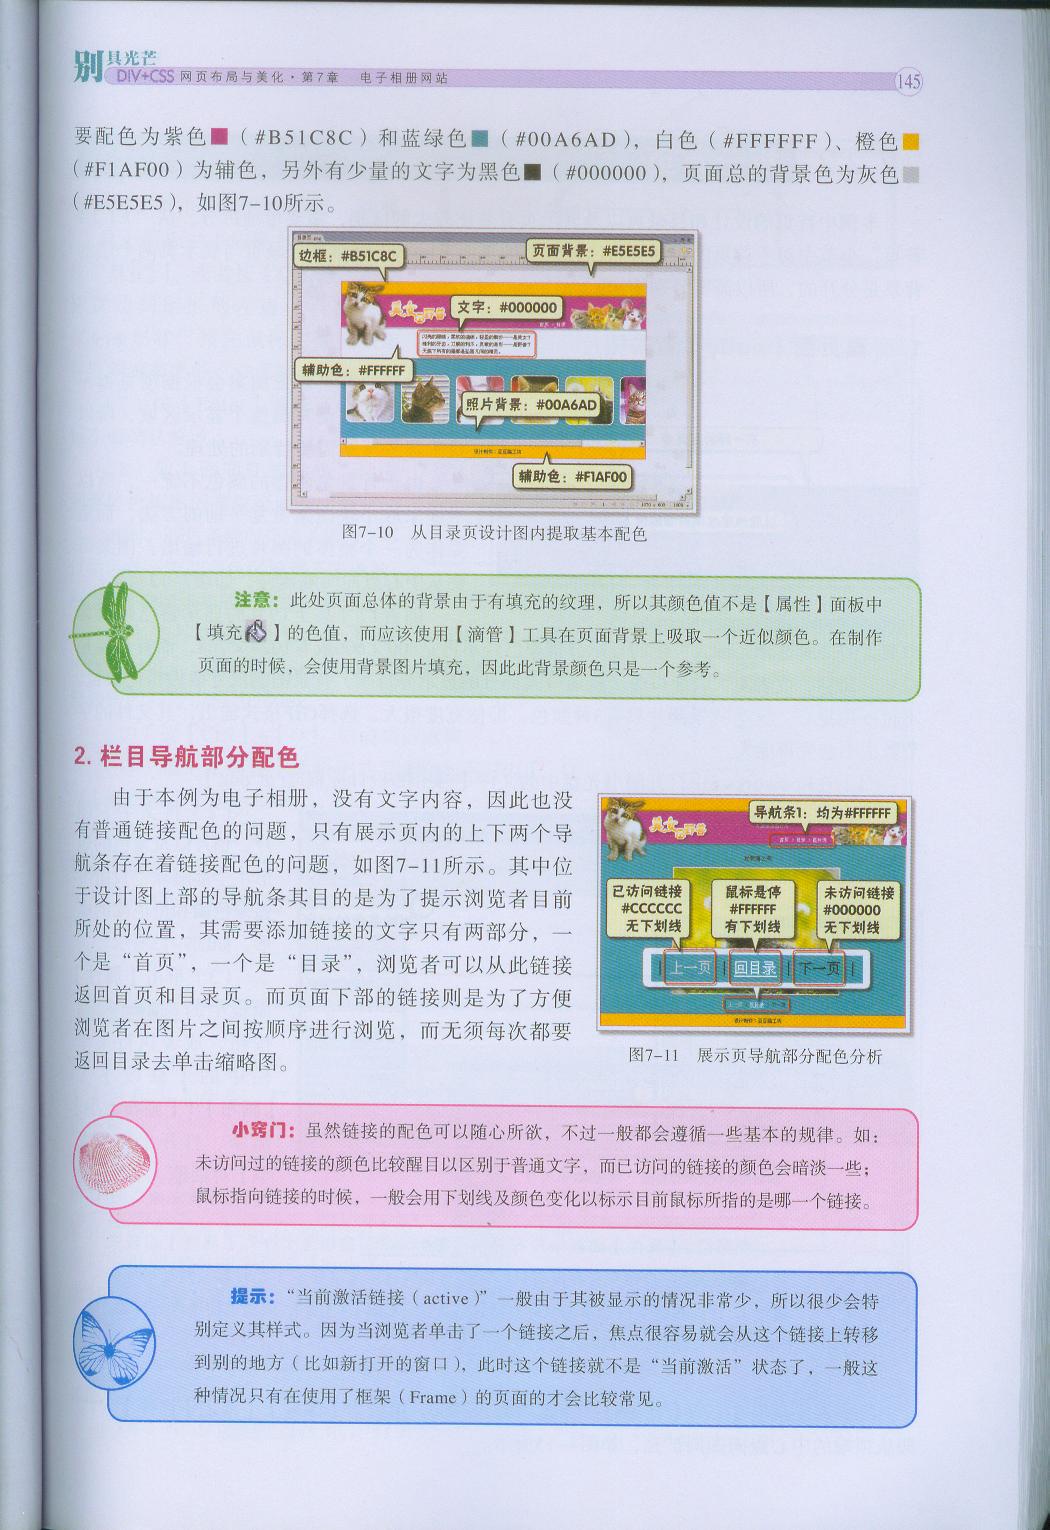 别具光芒
DIV+CSS 网页布局与美化·第7章 电子相册网站
145
要配色为紫色（#B51C8C）和蓝绿色（#00A6AD），白色（#FFFFFF）、橙色
（#F1AF00）为辅色，另外有少量的文字为黑色（#000000），页面总的背景色为灰色
（#E5E5E5），如图7-10所示。
边框：#B51C8C
页面背景：#E5E5E5
美女与野兽
文字：#000000
辅助色：#FFFFFF
照片背景：#00A6AD
辅助色：#F1AF00
图7-10 从目录页设计图内提取基本配色
注意：此处页面总体的背景由于有填充的纹理，所以其颜色值不是【属性】面板中
【填充】的色值，而应该使用【滴管】工具在页面背景上吸取一个近似颜色。在制作
页面的时候，会使用背景图片填充，因此此背景颜色只是一个参考。
2. 栏目导航部分配色
由于本例为电子相册，没有文字内容，因此也没
有普通链接配色的问题，只有展示页内的上下两个导
航条存在着链接配色的问题，如图7-11所示。其中位
于设计图上部的导航条其目的是为了提示浏览者目前
所处的位置，其需要添加链接的文字只有两部分，一
个是“首页”，一个是“目录”，浏览者可以从此链接
返回首页和目录页。而页面下部的链接则是为了方便
浏览者在图片之间按顺序进行浏览，而无须每次都要
返回目录去单击缩略图。
导航条1：均为#FFFFFF
美女与野兽
已访问链接
#CCCCCC
无下划线
鼠标悬停
#FFFFFF
有下划线
未访问链接
#000000
无下划线
| 上一页 | 回目录 | 下一页 |
图7-11 展示页导航部分配色分析
小窍门：虽然链接的配色可以随心所欲，不过一般都会遵循一些基本的规律。如：
未访问过的链接的颜色比较醒目以区别于普通文字，而已访问的链接的颜色会暗淡一些；
鼠标指向链接的时候，一般会用下划线及颜色变化以标示目前鼠标所指的是哪一个链接。
提示：“当前激活链接（active）”一般由于其被显示的情况非常少，所以很少会特
别定义其样式。因为当浏览者单击了一个链接之后，焦点很容易就会从这个链接上转移
到别的地方（比如新打开的窗口），此时这个链接就不是“当前激活”状态了，一般这
种情况只有在使用了框架（Frame）的页面的才会比较常见。